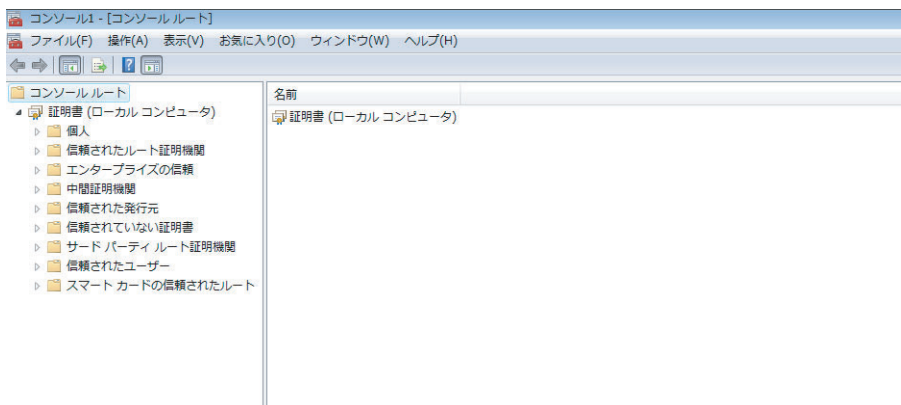 コンソール1 - [コンソール ルート]
ファイル(F) 操作(A) 表示(V) お気に入り(O) ウィンドウ(W) ヘルプ(H)
コンソール ルート
証明書 (ローカル コンピュータ)
個人
信頼されたルート証明機関
エンタープライズの信頼
中間証明機関
信頼された発行元
信頼されていない証明書
サード パーティ ルート証明機関
信頼されたユーザー
スマート カードの信頼されたルート
名前
証明書 (ローカル コンピュータ)